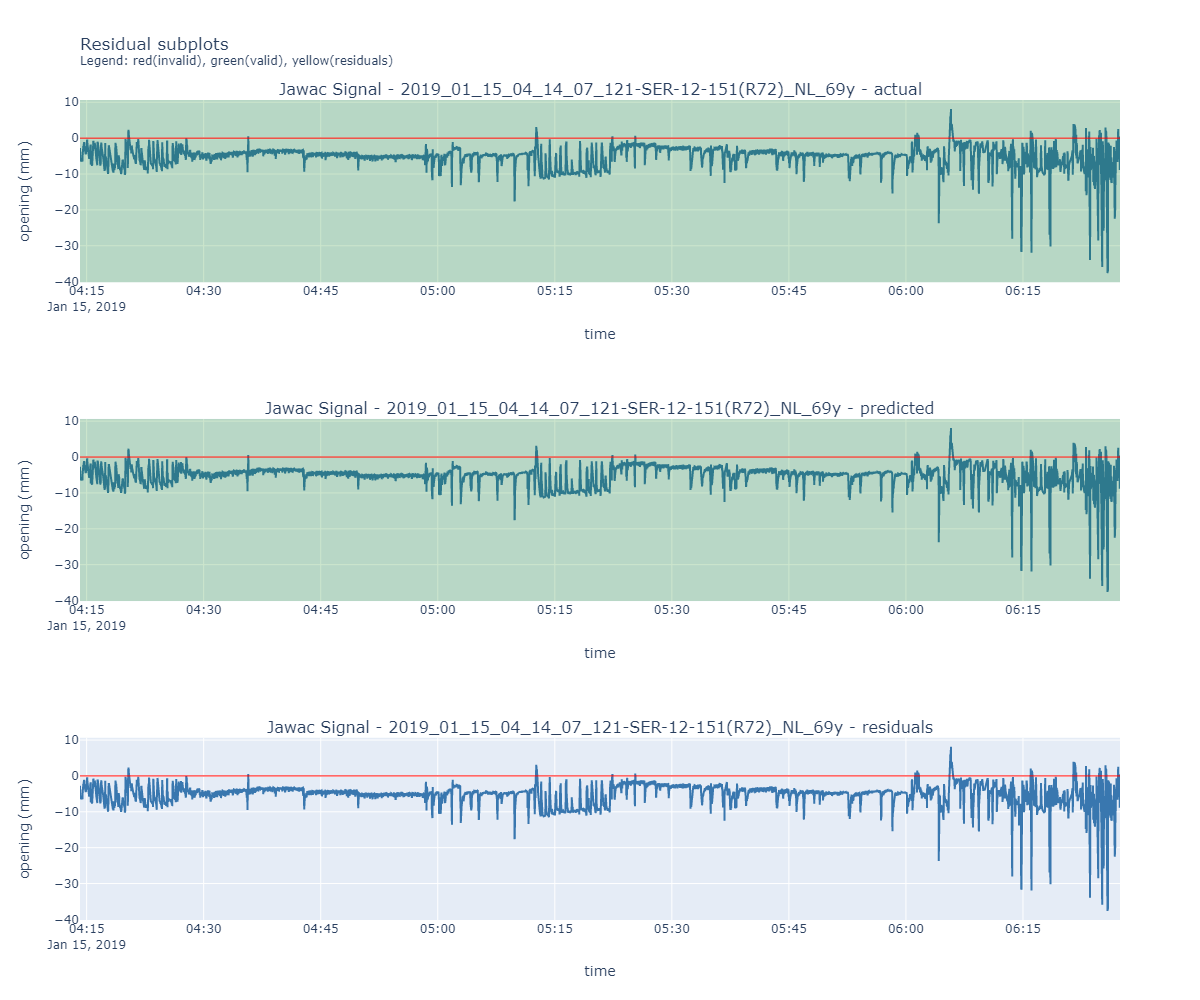 Residual subplots
Legend: red(invalid), green(valid), yellow(residuals)
Jawac Signal - 2019_01_15_04_14_07_121-SER-12-151(R72)_NL_69y - actual
10
0
−10
−20
−30
−40
opening (mm)
04:15 04:30 04:45 05:00 05:15 05:30 05:45 06:00 06:15
Jan 15, 2019
time
Jawac Signal - 2019_01_15_04_14_07_121-SER-12-151(R72)_NL_69y - predicted
10
0
−10
−20
−30
−40
opening (mm)
04:15 04:30 04:45 05:00 05:15 05:30 05:45 06:00 06:15
Jan 15, 2019
time
Jawac Signal - 2019_01_15_04_14_07_121-SER-12-151(R72)_NL_69y - residuals
10
0
−10
−20
−30
−40
opening (mm)
04:15 04:30 04:45 05:00 05:15 05:30 05:45 06:00 06:15
Jan 15, 2019
time